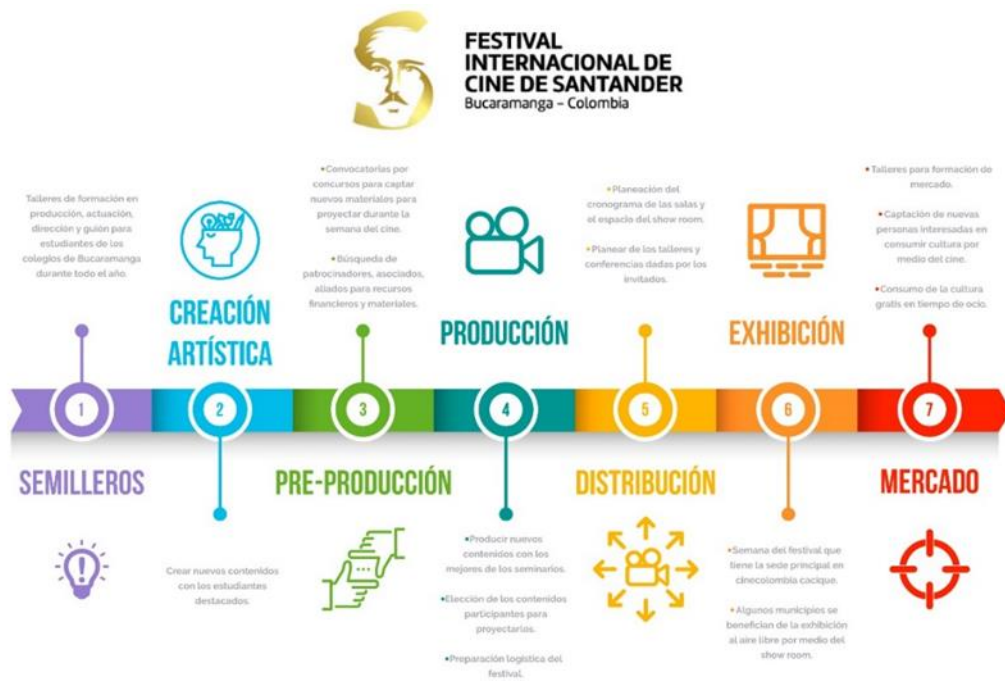 FESTIVAL
INTERNACIONAL DE
CINE DE SANTANDER
Bucaramanga – Colombia
Talleres de formación en
producción, actuación,
dirección y guión para
estudiantes de los
colegios de Bucaramanga
durante todo el año.
1
SEMILLEROS
CREACIÓN
ARTÍSTICA
2
Crear nuevos contenidos
con los estudiantes
destacados.
•Convocatorias por
concursos para captar
nuevos materiales para
proyectar durante la
semana del cine.
•Búsqueda de
patrocinadores, asociados,
aliados para recursos
financieros y materiales.
3
PRE-PRODUCCIÓN
PRODUCCIÓN
4
•Producir nuevos
contenidos con los
mejores de los seminarios.
•Elección de los contenidos
participantes para
proyectarlos.
•Preparación logística del
festival.
•Planeación del
cronograma de las salas y
el espacio del show room.
•Planear de los talleres y
conferencias dadas por los
invitados.
5
DISTRIBUCIÓN
EXHIBICIÓN
6
•Semana del festival que
tiene la sede principal en
cinecolombia cacique.
•Algunos municipios se
benefician de la exhibición
al aire libre por medio del
show room.
•Talleres para formación de
mercado.
•Captación de nuevas
personas interesadas en
consumir cultura por
medio del cine.
•Consumo de la cultura
gratis en tiempo de ocio.
7
MERCADO